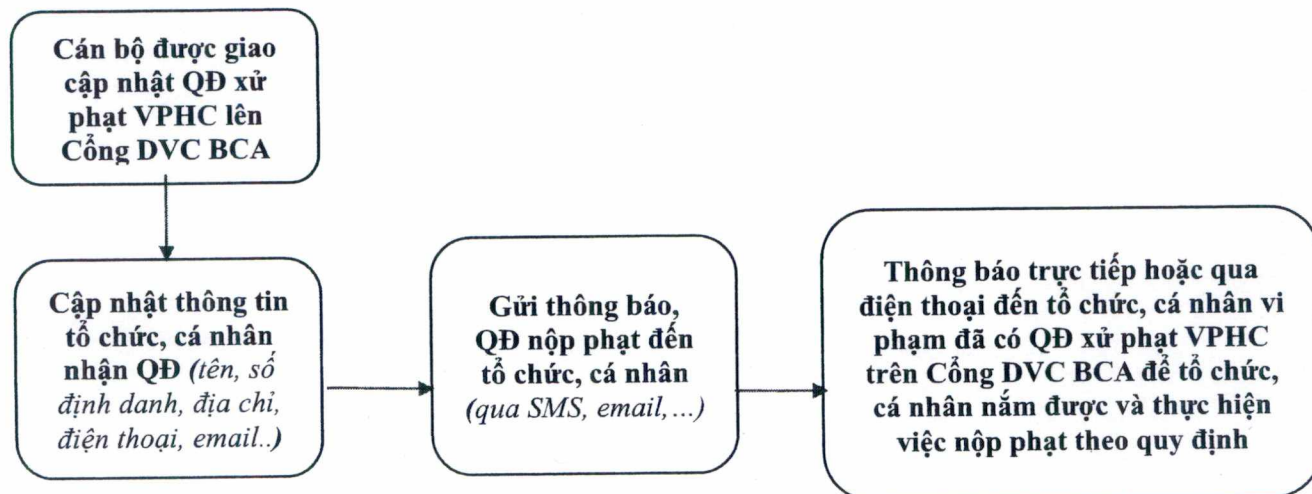 Cán bộ được giao
cập nhật QĐ xử
phạt VPHC lên
Cổng DVC BCA
Cập nhật thông tin
tổ chức, cá nhân
nhận QĐ (tên, số
định danh, địa chỉ,
điện thoại, email..)
Gửi thông báo,
QĐ nộp phạt đến
tổ chức, cá nhân
(qua SMS, email,...)
Thông báo trực tiếp hoặc qua
điện thoại đến tổ chức, cá nhân vi
phạm đã có QĐ xử phạt VPHC
trên Cổng DVC BCA để tổ chức,
cá nhân nắm được và thực hiện
việc nộp phạt theo quy định